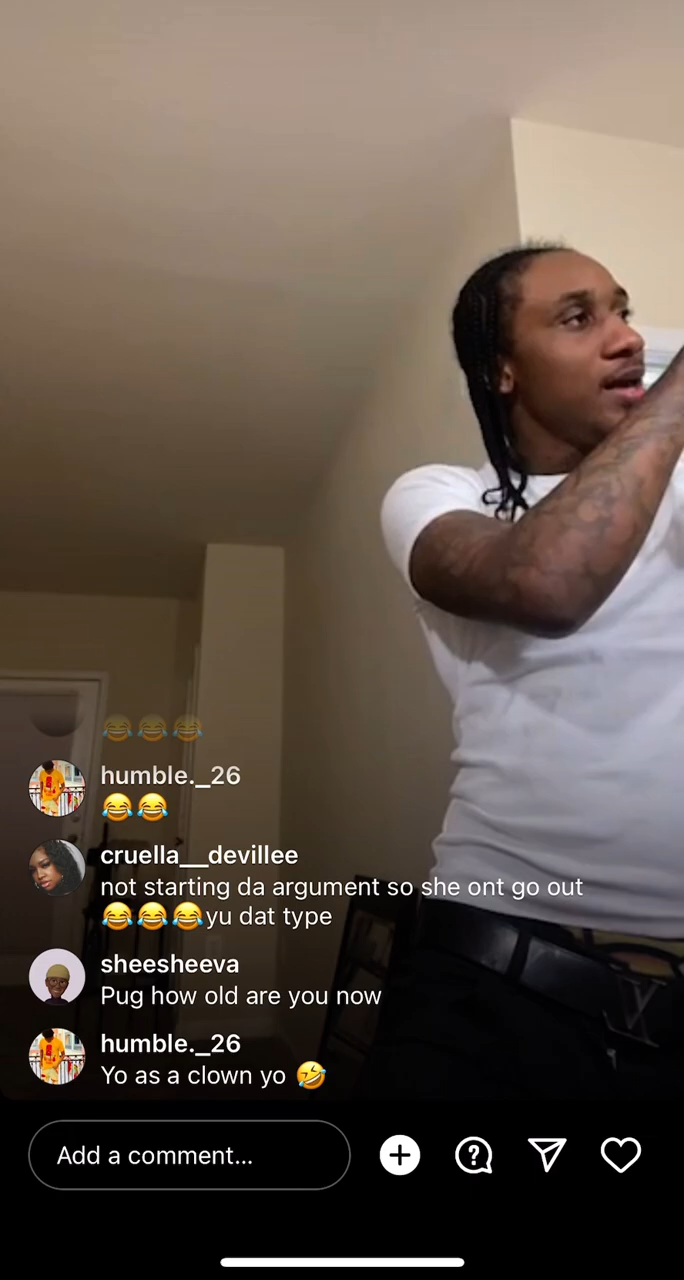 😂😂😂
humble._26
😂😂
cruella__devillee
not starting da argument so she ont go out
😂😂😂yu dat type
sheesheeva
Pug how old are you now
humble._26
Yo as a clown yo 🤣
Add a comment...